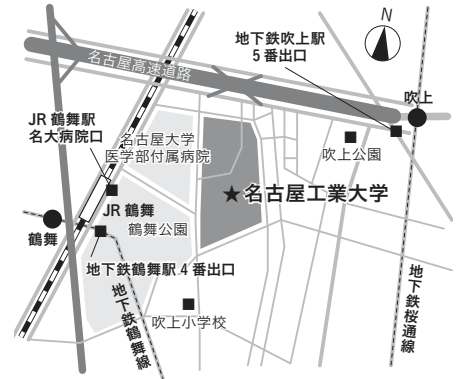 N
地下鉄吹上駅
5番出口
名古屋高速道路
吹上
JR 鶴舞駅
名大病院口
名古屋大学
医学部付属病院
吹上公園
★名古屋工業大学
JR 鶴舞
鶴舞公園
鶴舞
地下鉄鶴舞駅 4 番出口
地下鉄鶴舞線
地下鉄桜通線
吹上小学校